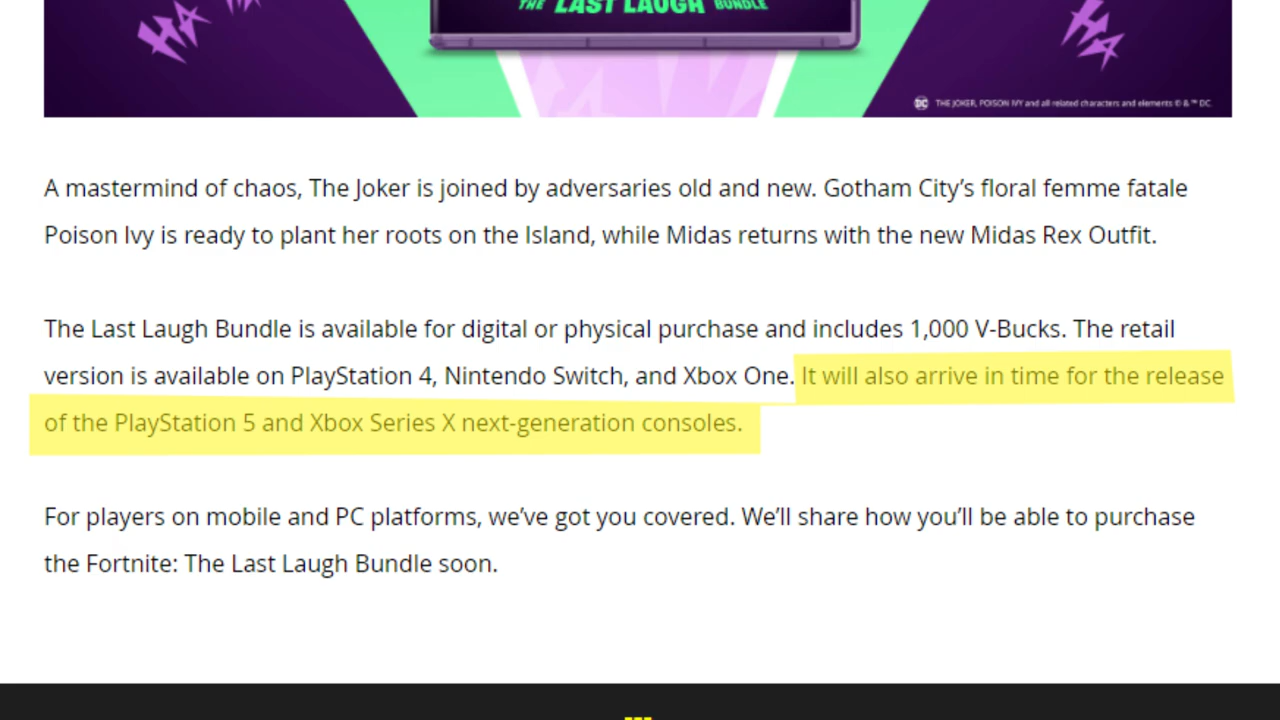 HA
HA
THE LAST LAUGH BUNDLE
DC THE JOKER, POISON IVY and all related characters and elements © & ™ DC.
A mastermind of chaos, The Joker is joined by adversaries old and new. Gotham City’s floral femme fatale
Poison Ivy is ready to plant her roots on the Island, while Midas returns with the new Midas Rex Outfit.
The Last Laugh Bundle is available for digital or physical purchase and includes 1,000 V-Bucks. The retail
version is available on PlayStation 4, Nintendo Switch, and Xbox One. It will also arrive in time for the release
of the PlayStation 5 and Xbox Series X next-generation consoles.
For players on mobile and PC platforms, we’ve got you covered. We’ll share how you’ll be able to purchase
the Fortnite: The Last Laugh Bundle soon.